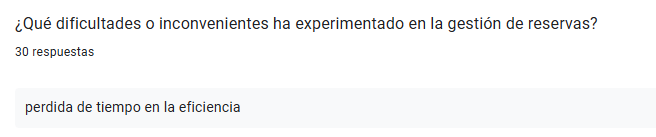 ¿Qué dificultades o inconvenientes ha experimentado en la gestión de reservas?
30 respuestas
perdida de tiempo en la eficiencia